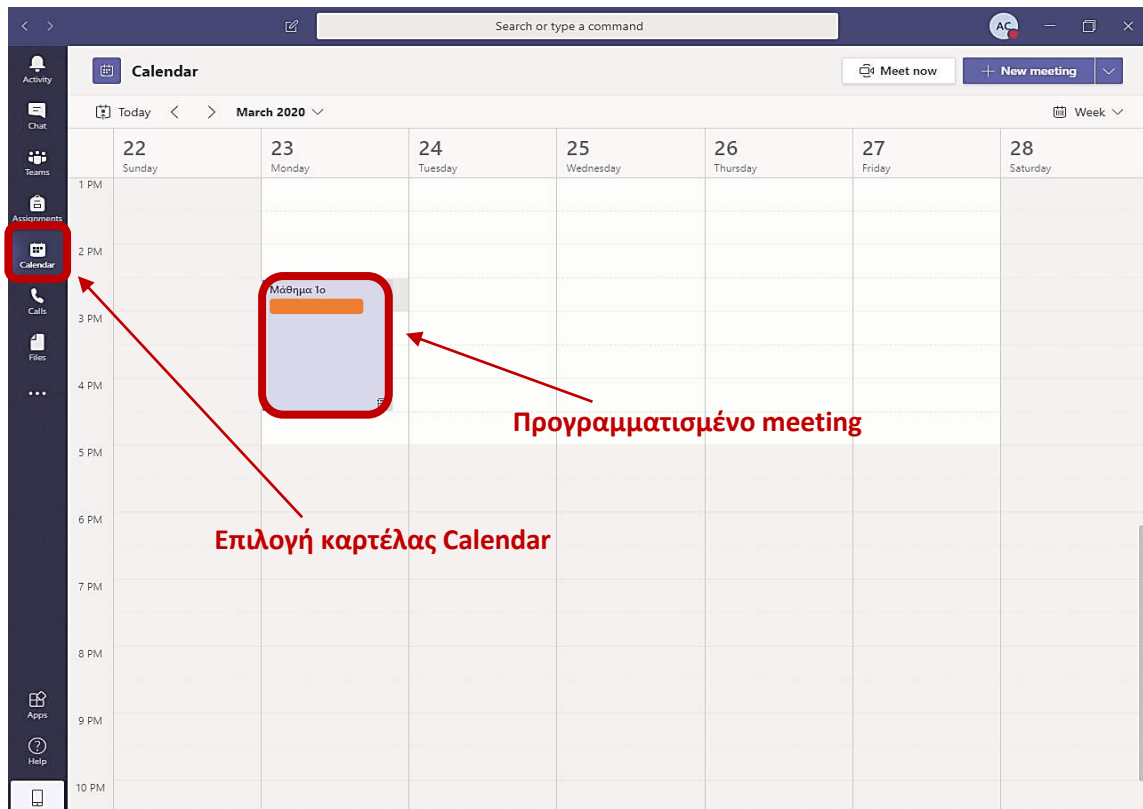 Search or type a command
AC
Activity
Chat
Teams
Assignments
Calendar
Calls
Files
Apps
Help
Calendar
Meet now
New meeting
Today
March 2020
Week
22
Sunday
23
Monday
24
Tuesday
25
Wednesday
26
Thursday
27
Friday
28
Saturday
1 PM
2 PM
Μάθημα 1ο
3 PM
4 PM
Προγραμματισμένο meeting
5 PM
6 PM
Επιλογή καρτέλας Calendar
7 PM
8 PM
9 PM
10 PM